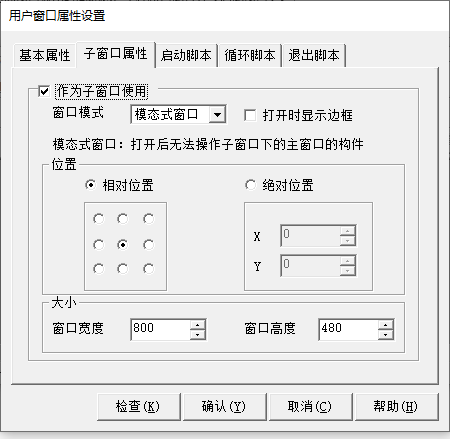 用户窗口属性设置
基本属性 子窗口属性 启动脚本 循环脚本 退出脚本
作为子窗口使用
窗口模式 模态式窗口 打开时显示边框
模态式窗口：打开后无法操作子窗口下的主窗口的构件
位置
相对位置 绝对位置
X 0
Y 0
大小
窗口宽度 800 窗口高度 480
检查(K) 确认(Y) 取消(C) 帮助(H)